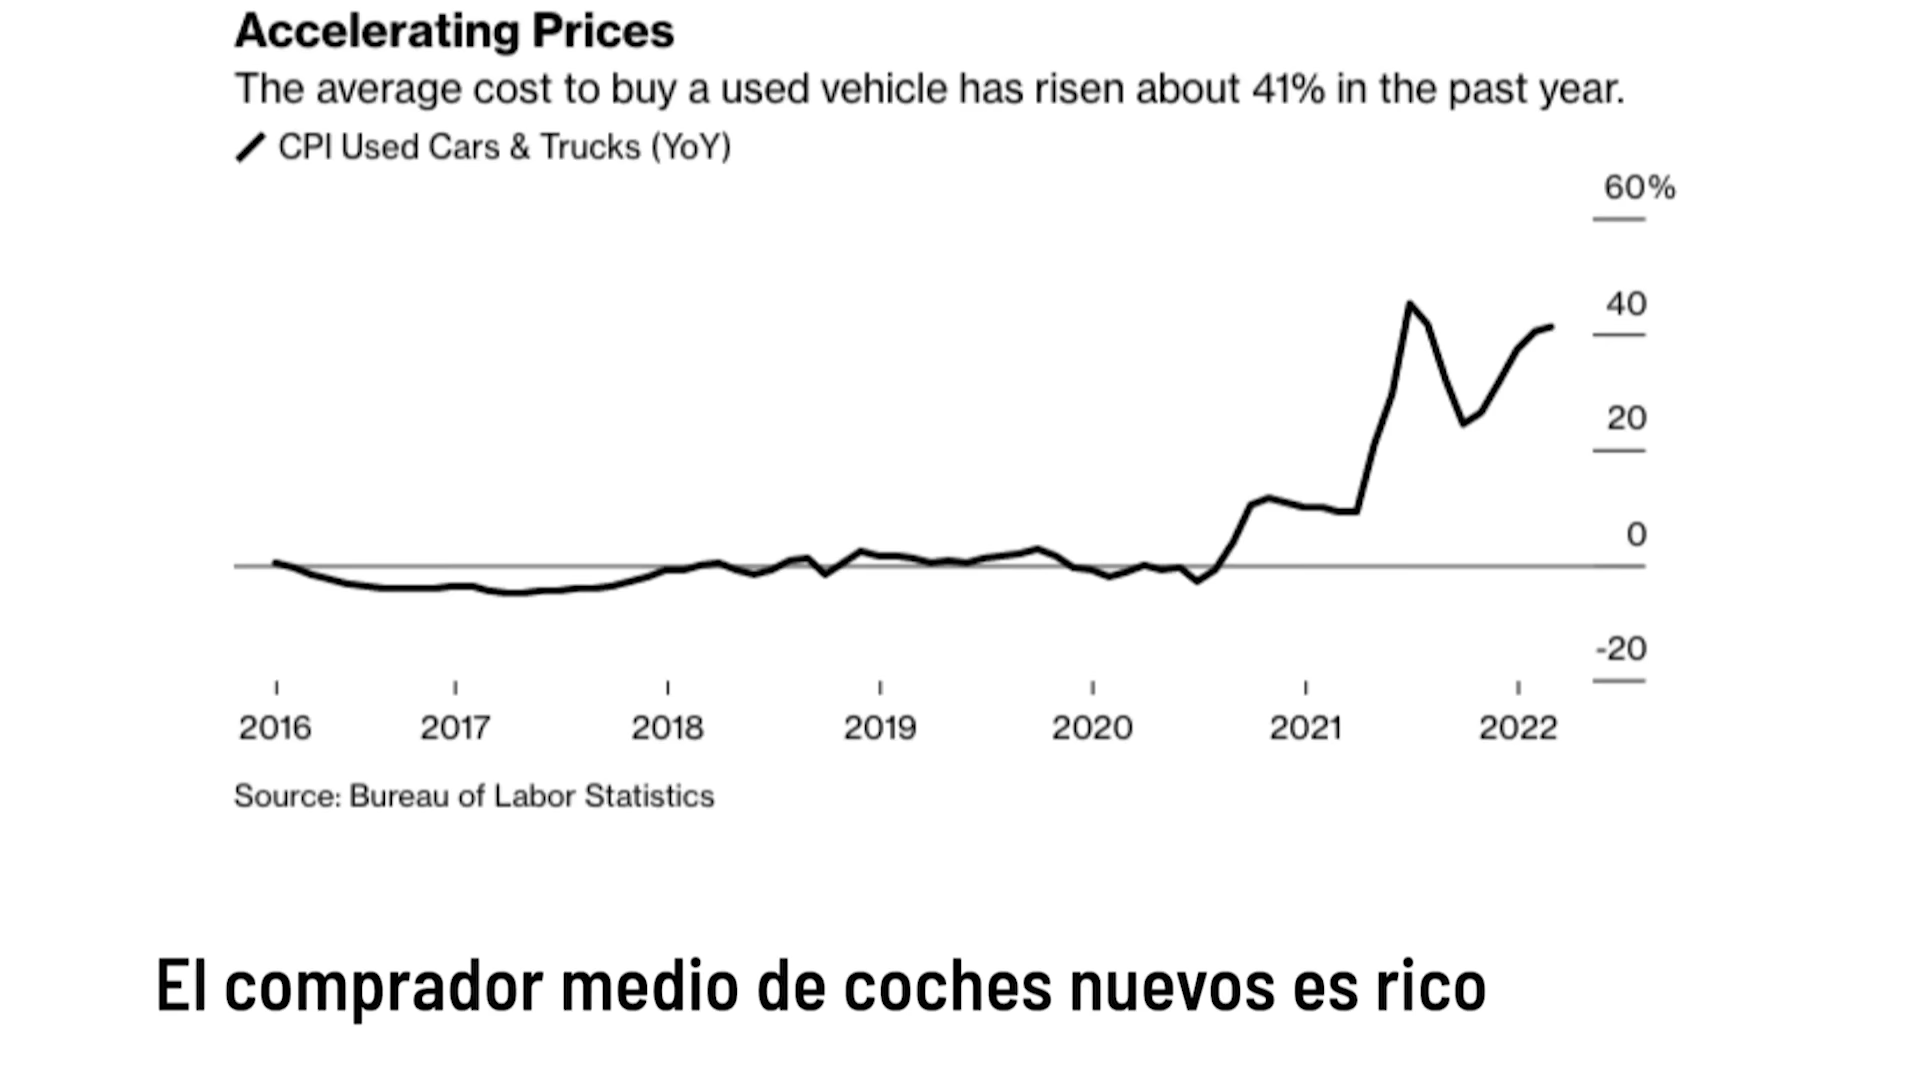 Accelerating Prices
The average cost to buy a used vehicle has risen about 41% in the past year.
CPI Used Cars & Trucks (YoY)
60%
40
20
0
-20
2016 2017 2018 2019 2020 2021 2022
Source: Bureau of Labor Statistics
El comprador medio de coches nuevos es rico